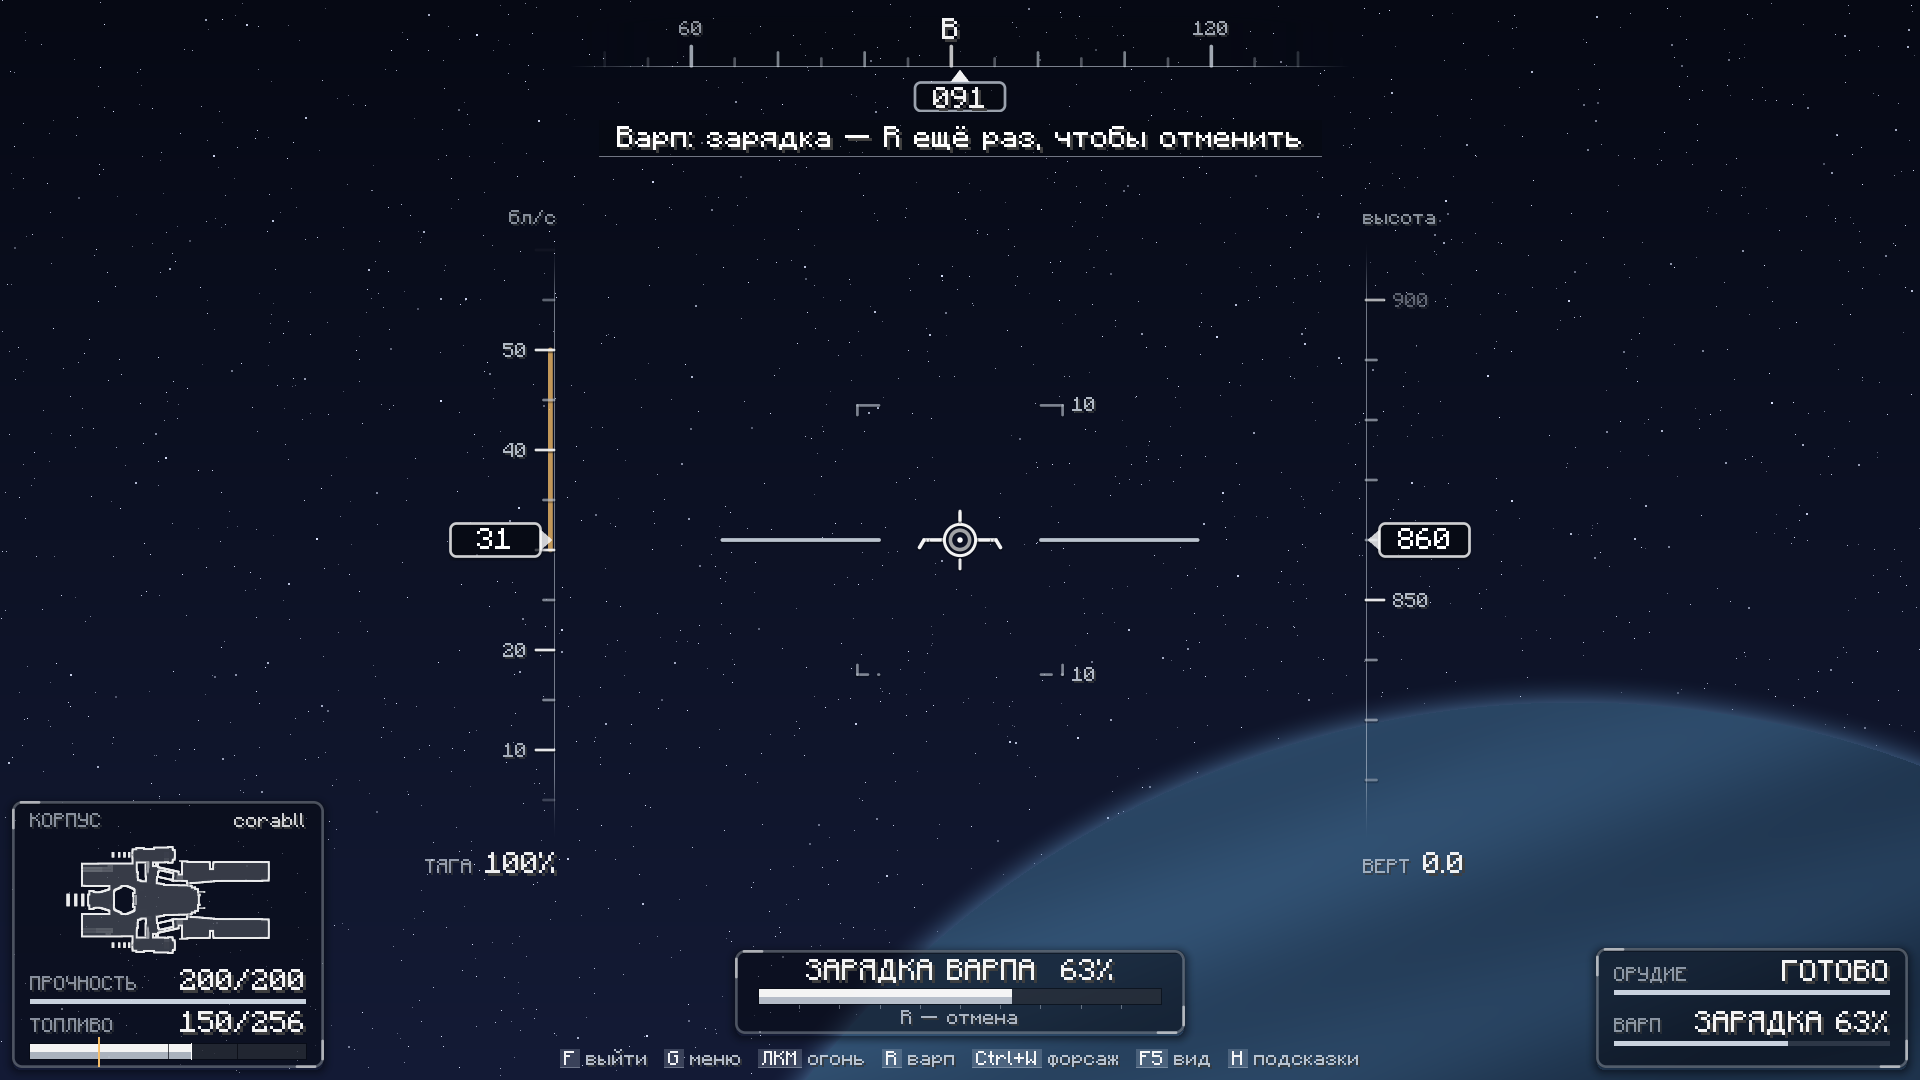 60 В 120
091
Варп: зарядка — R ещё раз, чтобы отменить
бл/с
высота
900
50
10
40
31
860
850
20
10
10
КОРПУС corabll
ТЯГА 100%
ВЕРТ 0.0
ПРОЧНОСТЬ 200/200
ТОПЛИВО 150/256
ЗАРЯДКА ВАРПА 63%
R — отмена
ОРУДИЕ ГОТОВО
ВАРП ЗАРЯДКА 63%
F выйти G меню ЛКМ огонь R варп Ctrl+W форсаж F5 вид H подсказки